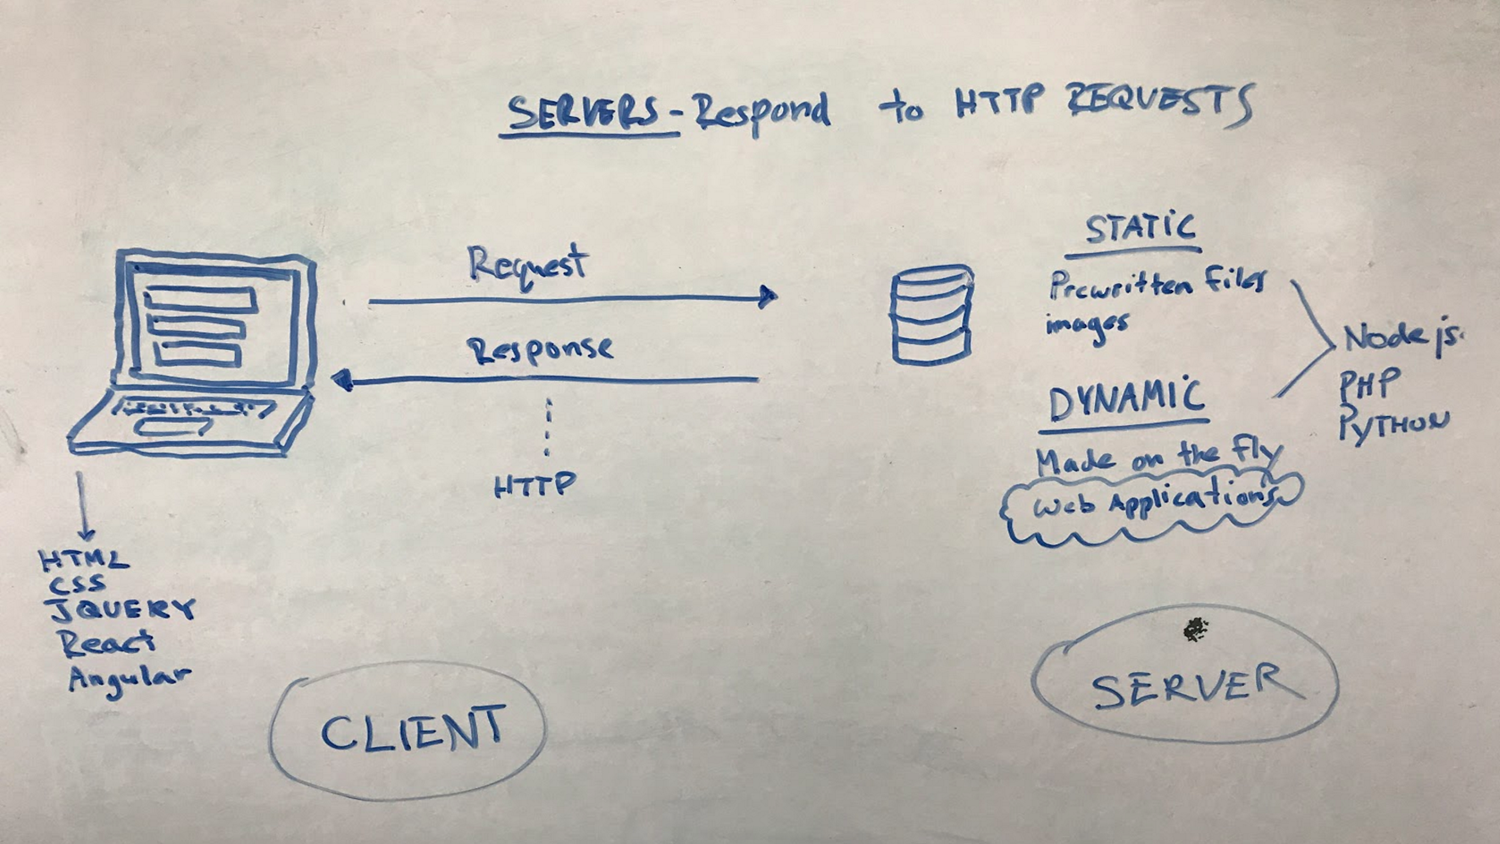 SERVERS - Respond to HTTP REQUESTS
Request
Response
HTTP
HTML
CSS
JQUERY
React
Angular
CLIENT
STATIC
Prewritten Files
images
DYNAMIC
Made on the fly
Web Applications
Node js.
PHP
PYTHON
SERVER